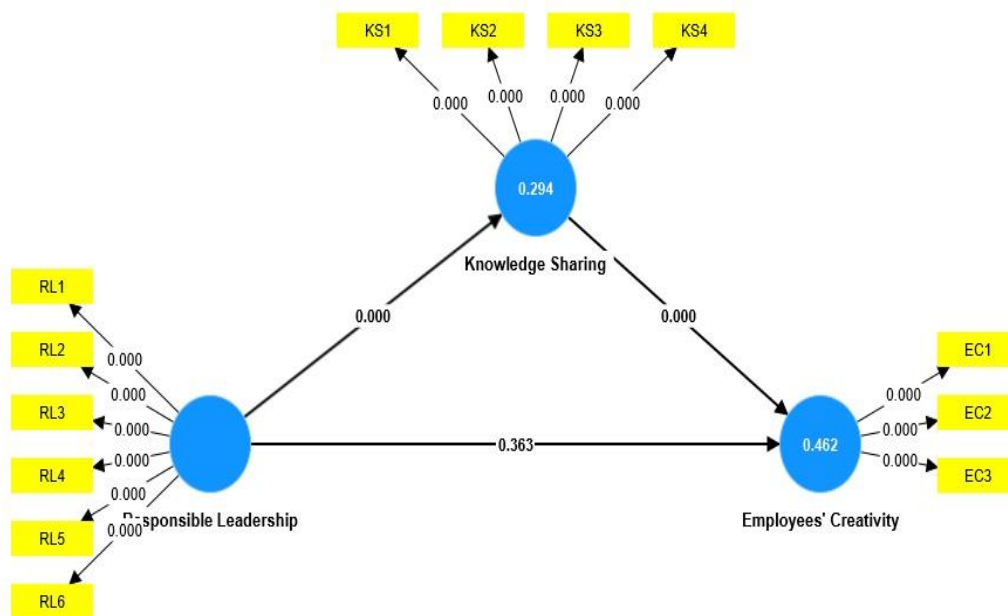 KS1 KS2 KS3 KS4
0.000 0.000 0.000 0.000
0.294
Knowledge Sharing
RL1
RL2
RL3
RL4
RL5
RL6
0.000
0.000
0.000
0.000
0.000
0.000
Responsible Leadership
0.000
0.000
0.363
0.462
Employees' Creativity
0.000
0.000
0.000
EC1
EC2
EC3